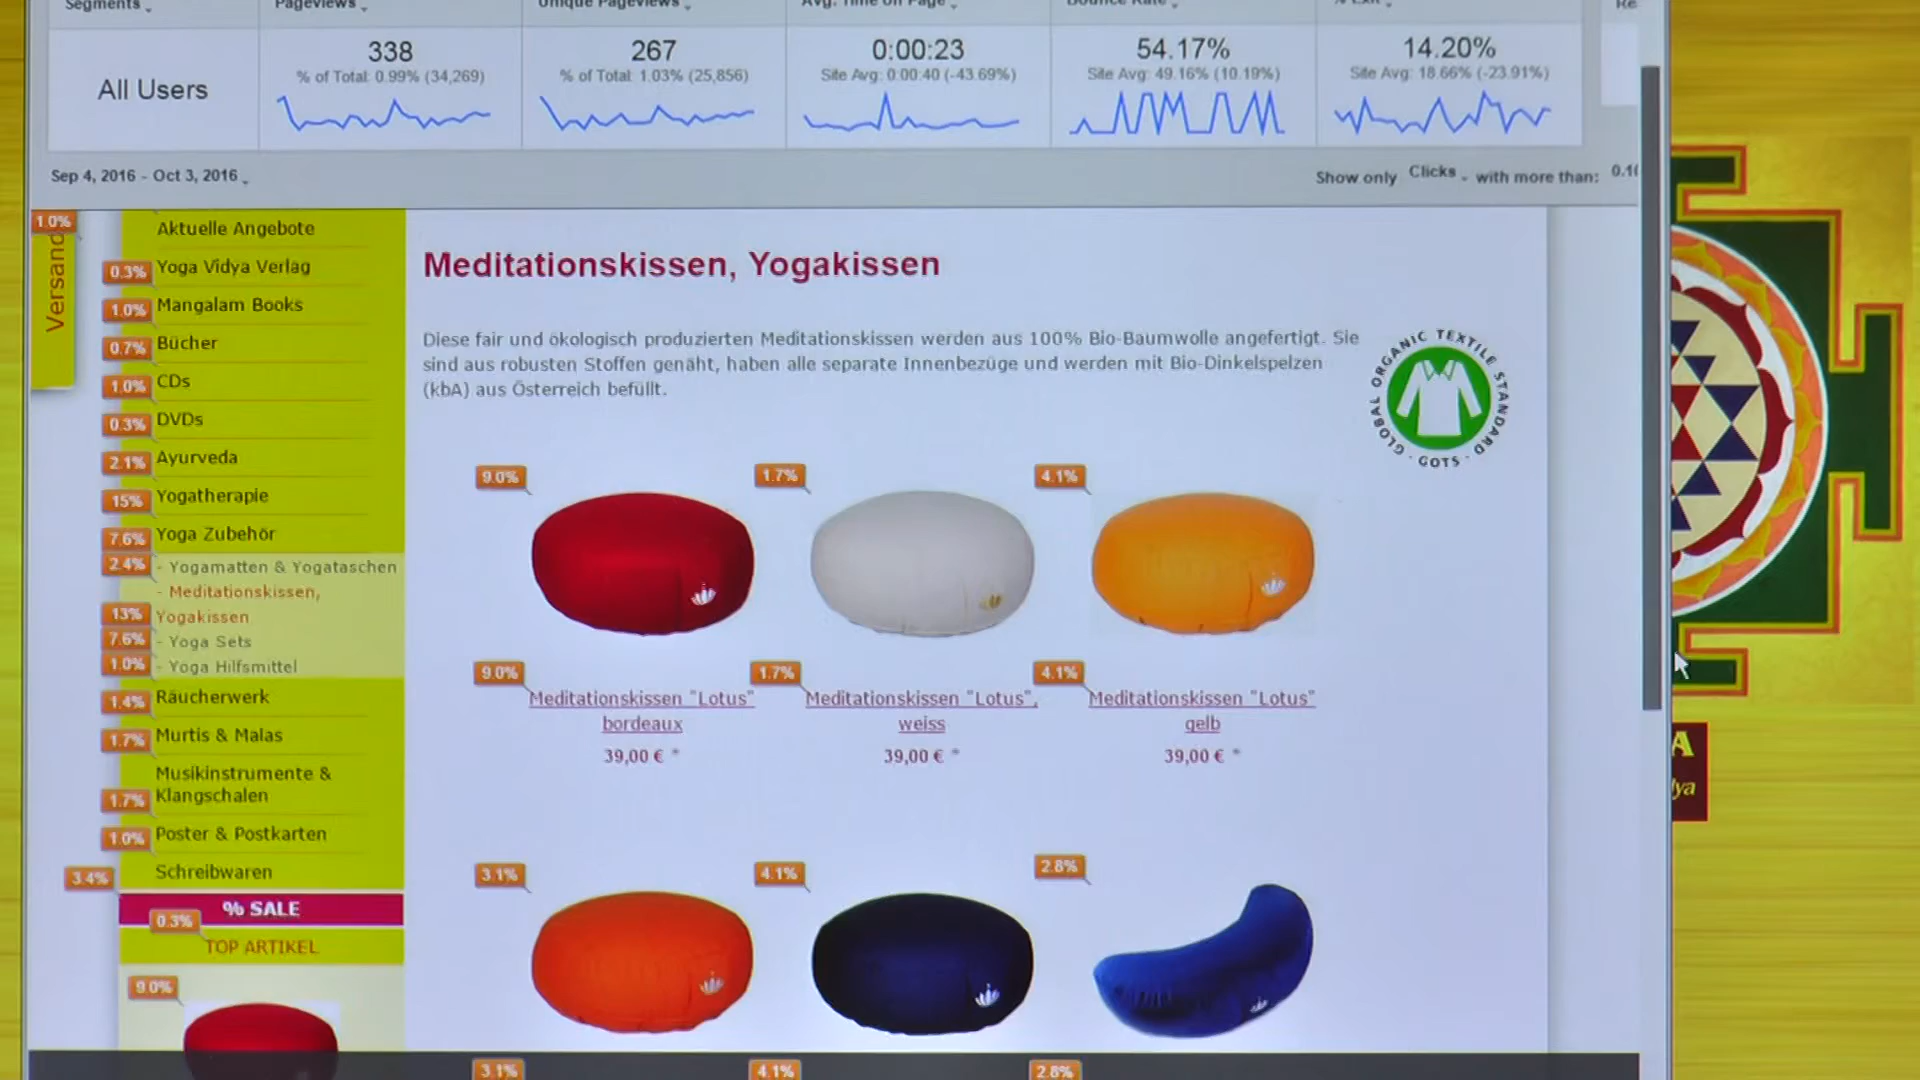 Segments
Pageviews
Unique Pageviews
Avg. Time on Page
Bounce Rate
% Exit
All Users
338
% of Total: 0.99% (34,269)
267
% of Total: 1.03% (25,856)
0:00:23
Site Avg: 0:00:40 (-43.69%)
54.17%
Site Avg: 49.16% (10.19%)
14.20%
Site Avg: 18.66% (-23.91%)
Sep 4, 2016 - Oct 3, 2016
Show only Clicks with more than: 0.1
1.0%
Versand
Aktuelle Angebote
0.3% Yoga Vidya Verlag
1.0% Mangalam Books
0.7% Bücher
1.0% CDs
0.3% DVDs
2.1% Ayurveda
15% Yogatherapie
7.6% Yoga Zubehör
2.4% - Yogamatten & Yogataschen
- Meditationskissen,
13% Yogakissen
7.6% - Yoga Sets
1.0% - Yoga Hilfsmittel
1.4% Räucherwerk
1.7% Murtis & Malas
Musikinstrumente &
1.7% Klangschalen
1.0% Poster & Postkarten
Schreibwaren
3.4%
% SALE
0.3%
TOP ARTIKEL
9.0%
Meditationskissen, Yogakissen
Diese fair und ökologisch produzierten Meditationskissen werden aus 100% Bio-Baumwolle angefertigt. Sie
sind aus robusten Stoffen genäht, haben alle separate Innenbezüge und werden mit Bio-Dinkelspelzen
(kbA) aus Österreich befüllt.
GLOBAL ORGANIC TEXTILE STANDARD · GOTS ·
9.0% 1.7% 4.1%
9.0% 1.7% 4.1%
Meditationskissen "Lotus"
bordeaux
39,00 € *
Meditationskissen "Lotus",
weiss
39,00 € *
Meditationskissen "Lotus"
gelb
39,00 € *
3.1% 4.1% 2.8%
3.1% 4.1% 2.8%